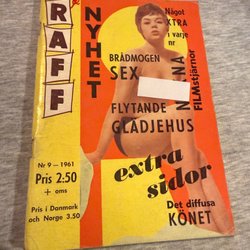 RAFF
NYHET
Något
EXTRA
i varje
nr
BRÅDMOGEN
SEX
FILMstjärnor
FLYTANDE
GLÄDJEHUS
Nr 9 – 1961
Pris 2:50
+ oms
Pris i Danmark
och Norge 3.50
extra
sidor
Det diffusa
KÖNET